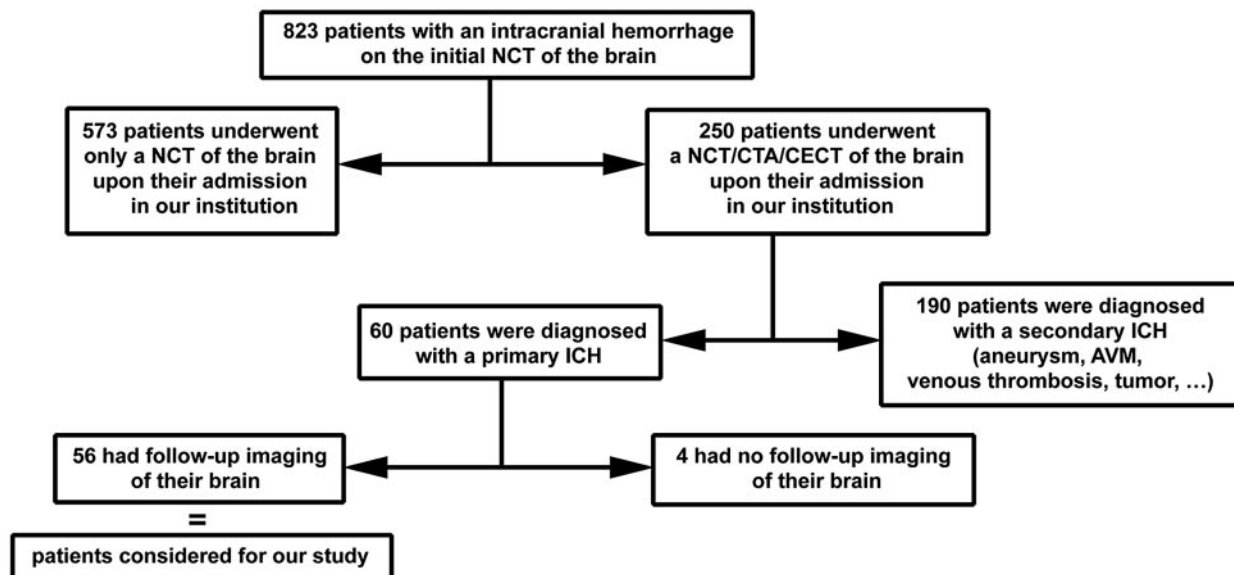 823 patients with an intracranial hemorrhage
on the initial NCT of the brain
573 patients underwent
only a NCT of the brain
upon their admission
in our institution
250 patients underwent
a NCT/CTA/CECT of the brain
upon their admission
in our institution
60 patients were diagnosed
with a primary ICH
190 patients were diagnosed
with a secondary ICH
(aneurysm, AVM,
venous thrombosis, tumor, …)
56 had follow-up imaging
of their brain
4 had no follow-up imaging
of their brain
=
patients considered for our study